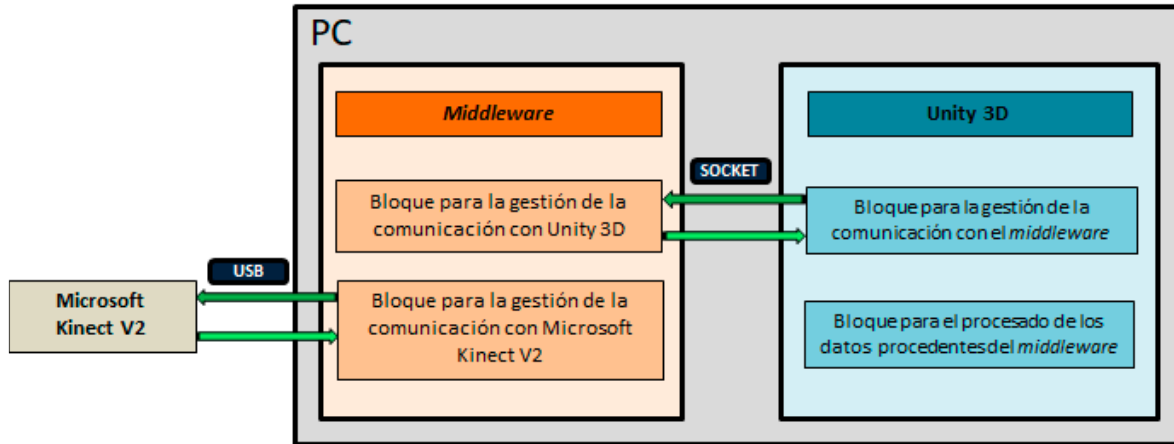 PC
Middleware
Unity 3D
SOCKET
Bloque para la gestión de la
comunicación con Unity 3D
Bloque para la gestión de la
comunicación con el middleware
USB
Microsoft
Kinect V2
Bloque para la gestión de la
comunicación con Microsoft
Kinect V2
Bloque para el procesado de los
datos procedentes del middleware